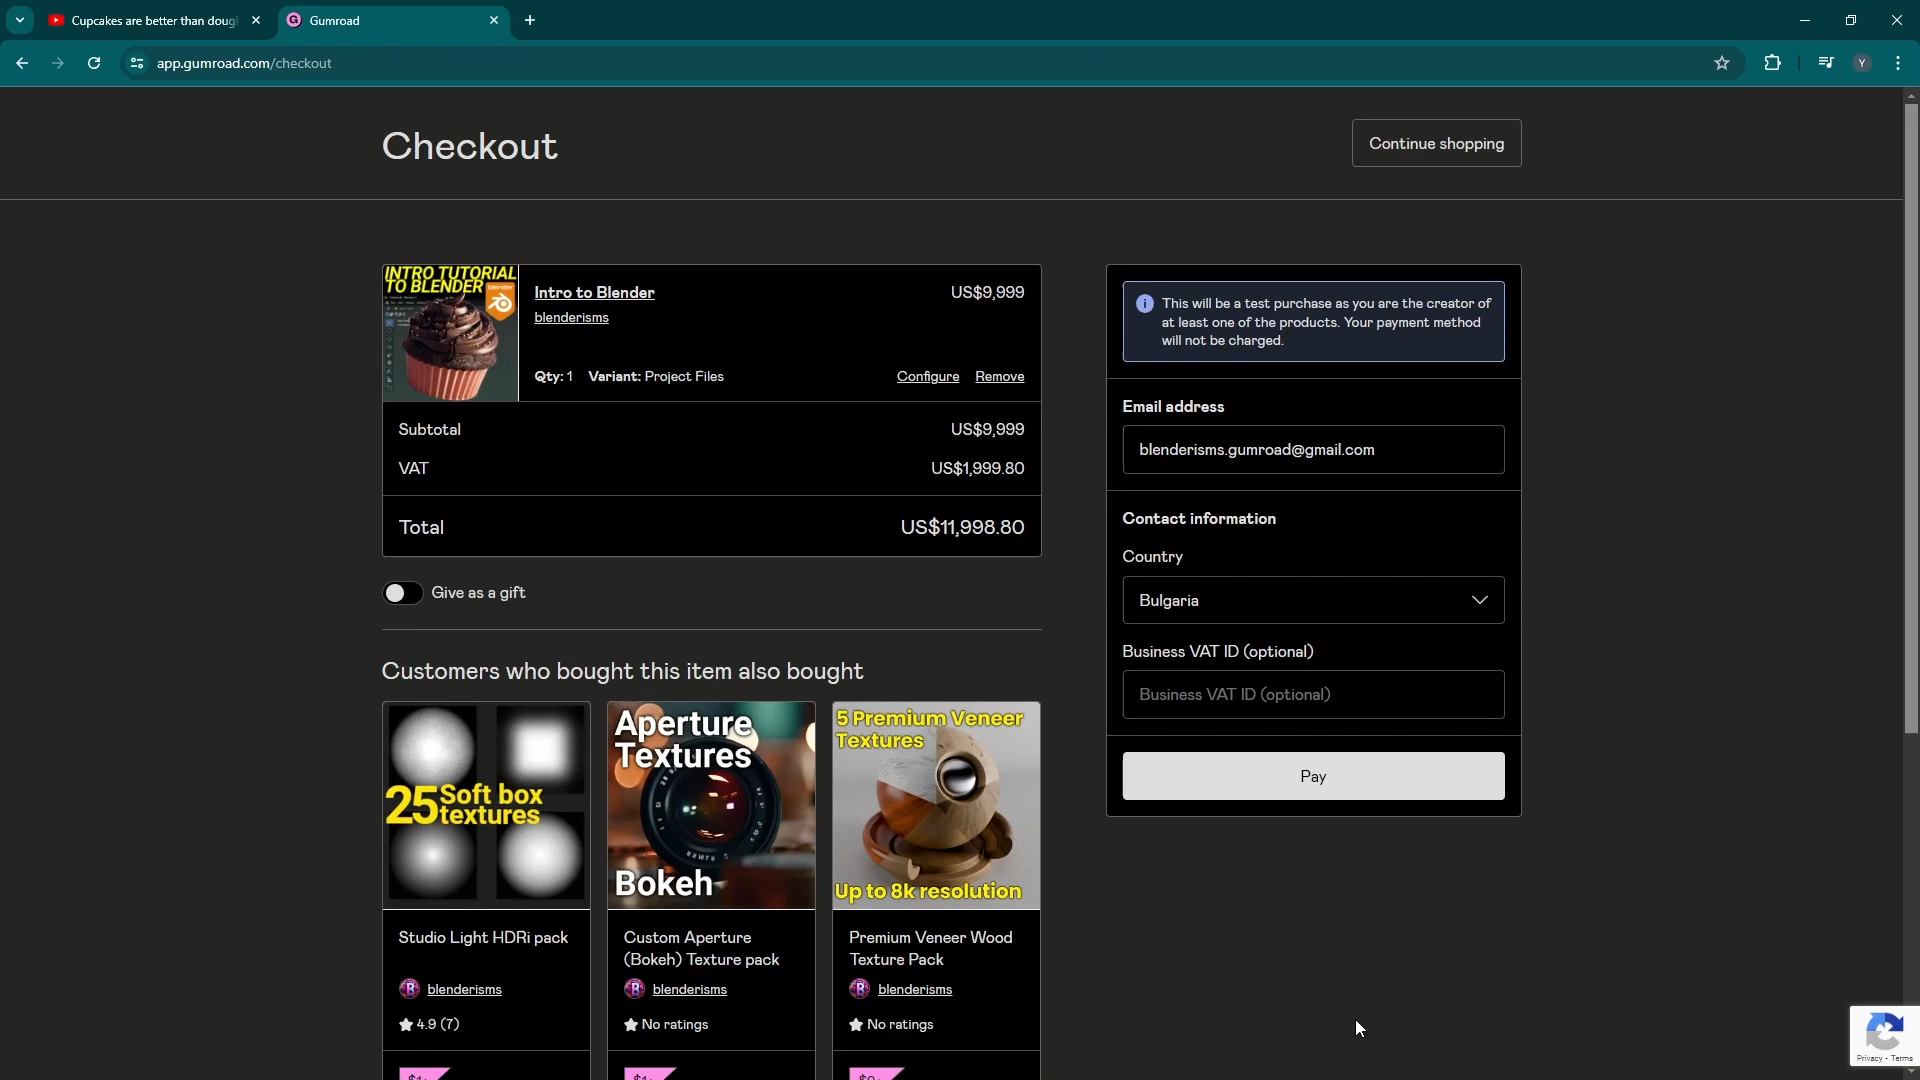 Cupcakes are better than doug
Gumroad
app.gumroad.com/checkout
Y
Checkout
Continue shopping
INTRO TUTORIAL
TO BLENDER
blender
Intro to Blender
US$9,999
blenderisms
Qty: 1 Variant: Project Files
Configure Remove
Subtotal US$9,999
VAT US$1,999.80
Total US$11,998.80
Give as a gift
Customers who bought this item also bought
25 Soft box
textures
Studio Light HDRi pack
blenderisms
4.9 (7)
Aperture
Textures
Bokeh
Custom Aperture
(Bokeh) Texture pack
blenderisms
No ratings
5 Premium Veneer
Textures
Up to 8k resolution
Premium Veneer Wood
Texture Pack
blenderisms
No ratings
This will be a test purchase as you are the creator of
at least one of the products. Your payment method
will not be charged.
Email address
blenderisms.gumroad@gmail.com
Contact information
Country
Bulgaria
Business VAT ID (optional)
Business VAT ID (optional)
Pay
Privacy - Terms